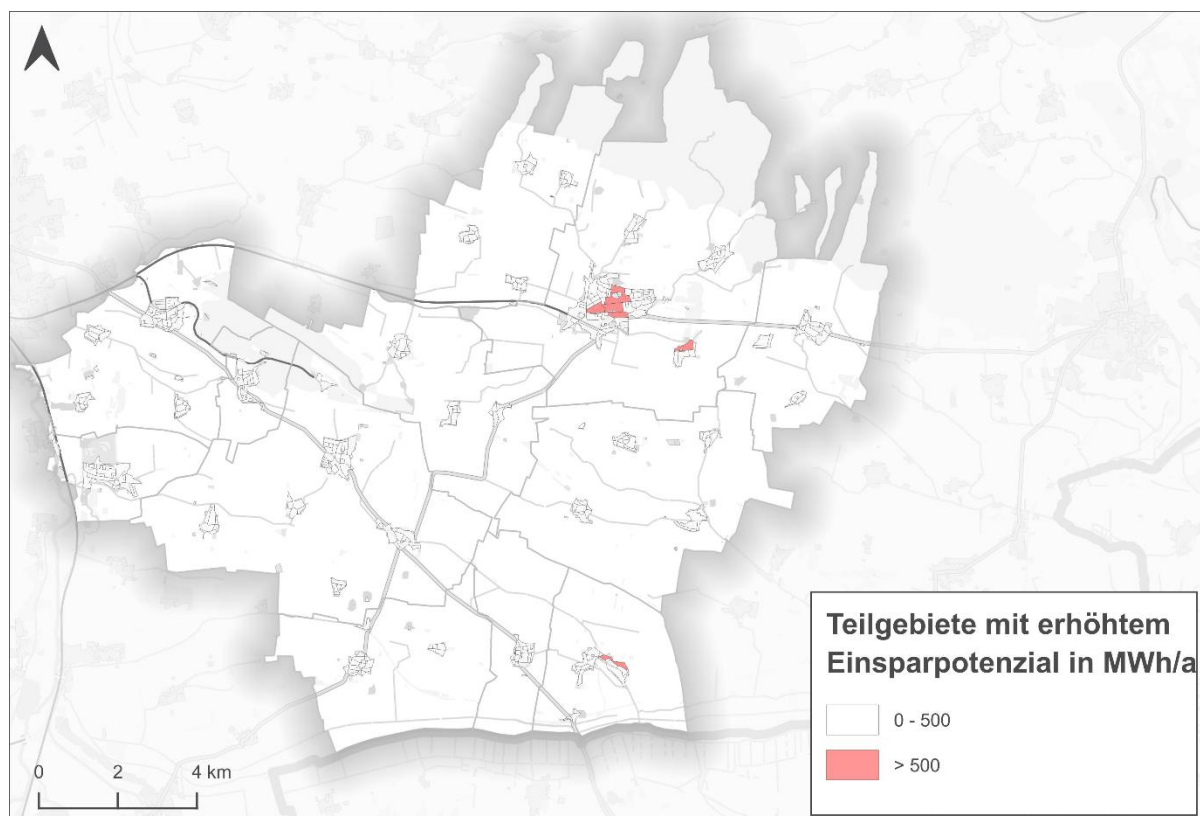 Teilgebiete mit erhöhtem
Einsparpotenzial in MWh/a
0 - 500
> 500
0 2 4 km